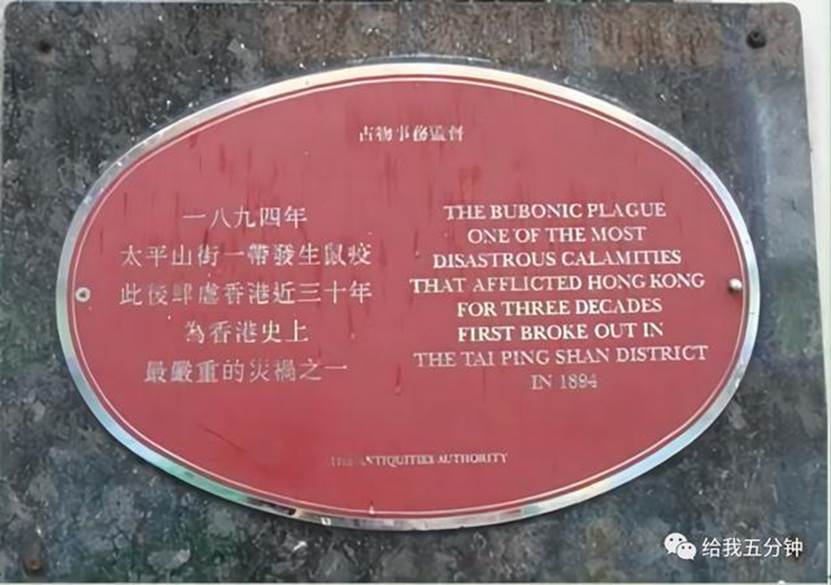 古物事務監督
一八九四年
太平山街一帶發生鼠疫
此後肆虐香港近三十年
為香港史上
最嚴重的災禍之一
THE BUBONIC PLAGUE
ONE OF THE MOST
DISASTROUS CALAMITIES
THAT AFFLICTED HONG KONG
FOR THREE DECADES
FIRST BROKE OUT IN
THE TAI PING SHAN DISTRICT
IN 1894
THE ANTIQUITIES AUTHORITY
给我五分钟